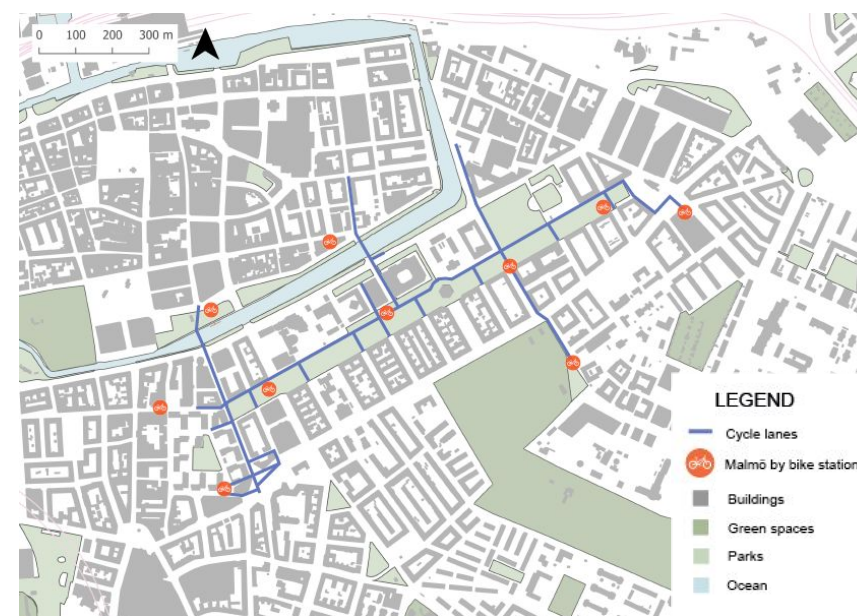 0 100 200 300 m
LEGEND
Cycle lanes
Malmö by bike station
Buildings
Green spaces
Parks
Ocean